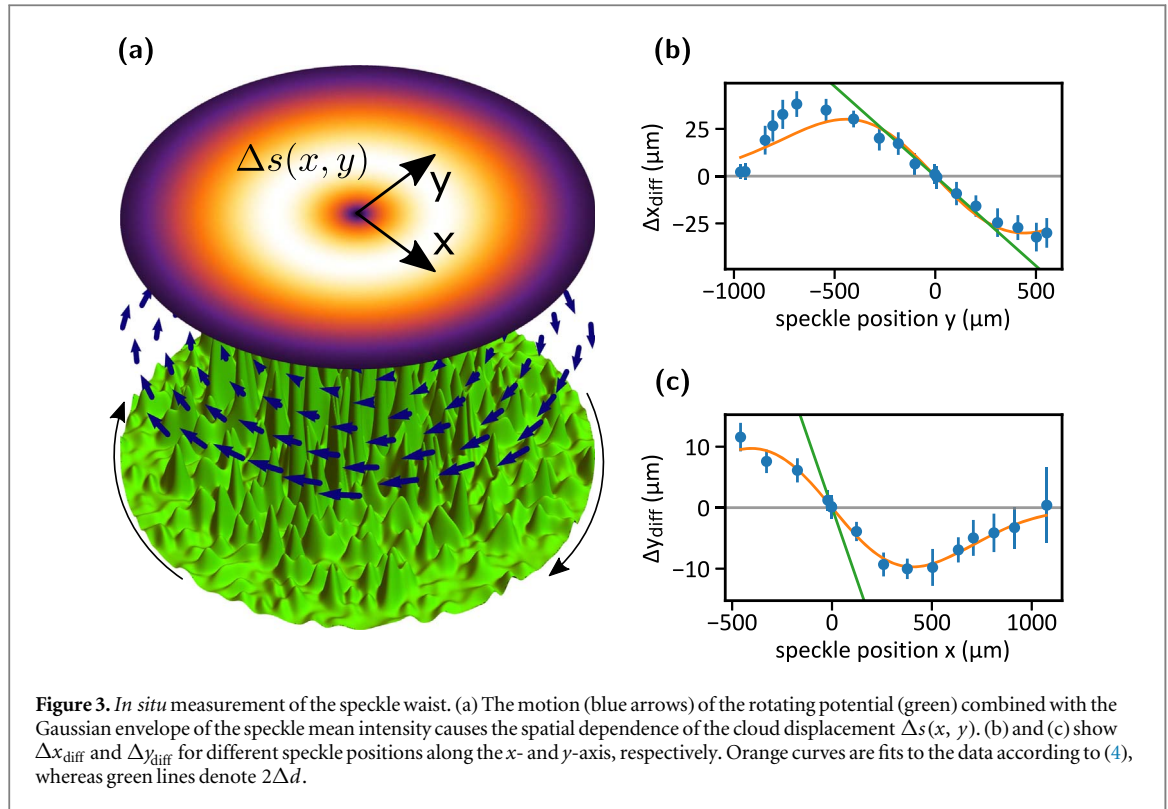 (a)
Δs(x, y)
y
x
(b)
25
0
−25
Δx_diff (μm)
−1000 −500 0 500
speckle position y (μm)
(c)
10
0
−10
Δy_diff (μm)
−500 0 500 1000
speckle position x (μm)
Figure 3. In situ measurement of the speckle waist. (a) The motion (blue arrows) of the rotating potential (green) combined with the
Gaussian envelope of the speckle mean intensity causes the spatial dependence of the cloud displacement Δs(x, y). (b) and (c) show
Δx_diff and Δy_diff for different speckle positions along the x- and y-axis, respectively. Orange curves are fits to the data according to (4),
whereas green lines denote 2Δd.